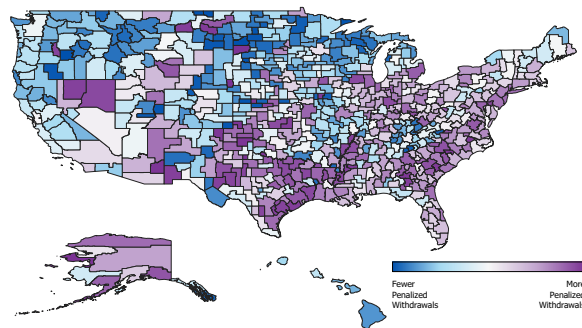 Fewer
Penalized
Withdrawals
More
Penalized
Withdrawals